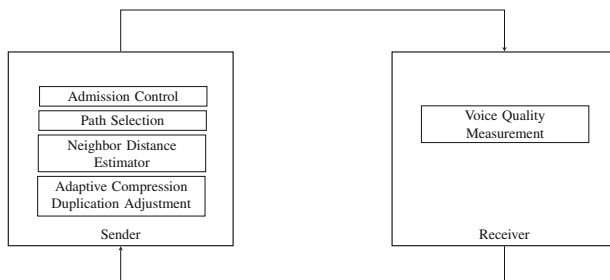 Admission Control
Path Selection
Neighbor Distance
Estimator
Adaptive Compression
Duplication Adjustment
Sender
Voice Quality
Measurement
Receiver